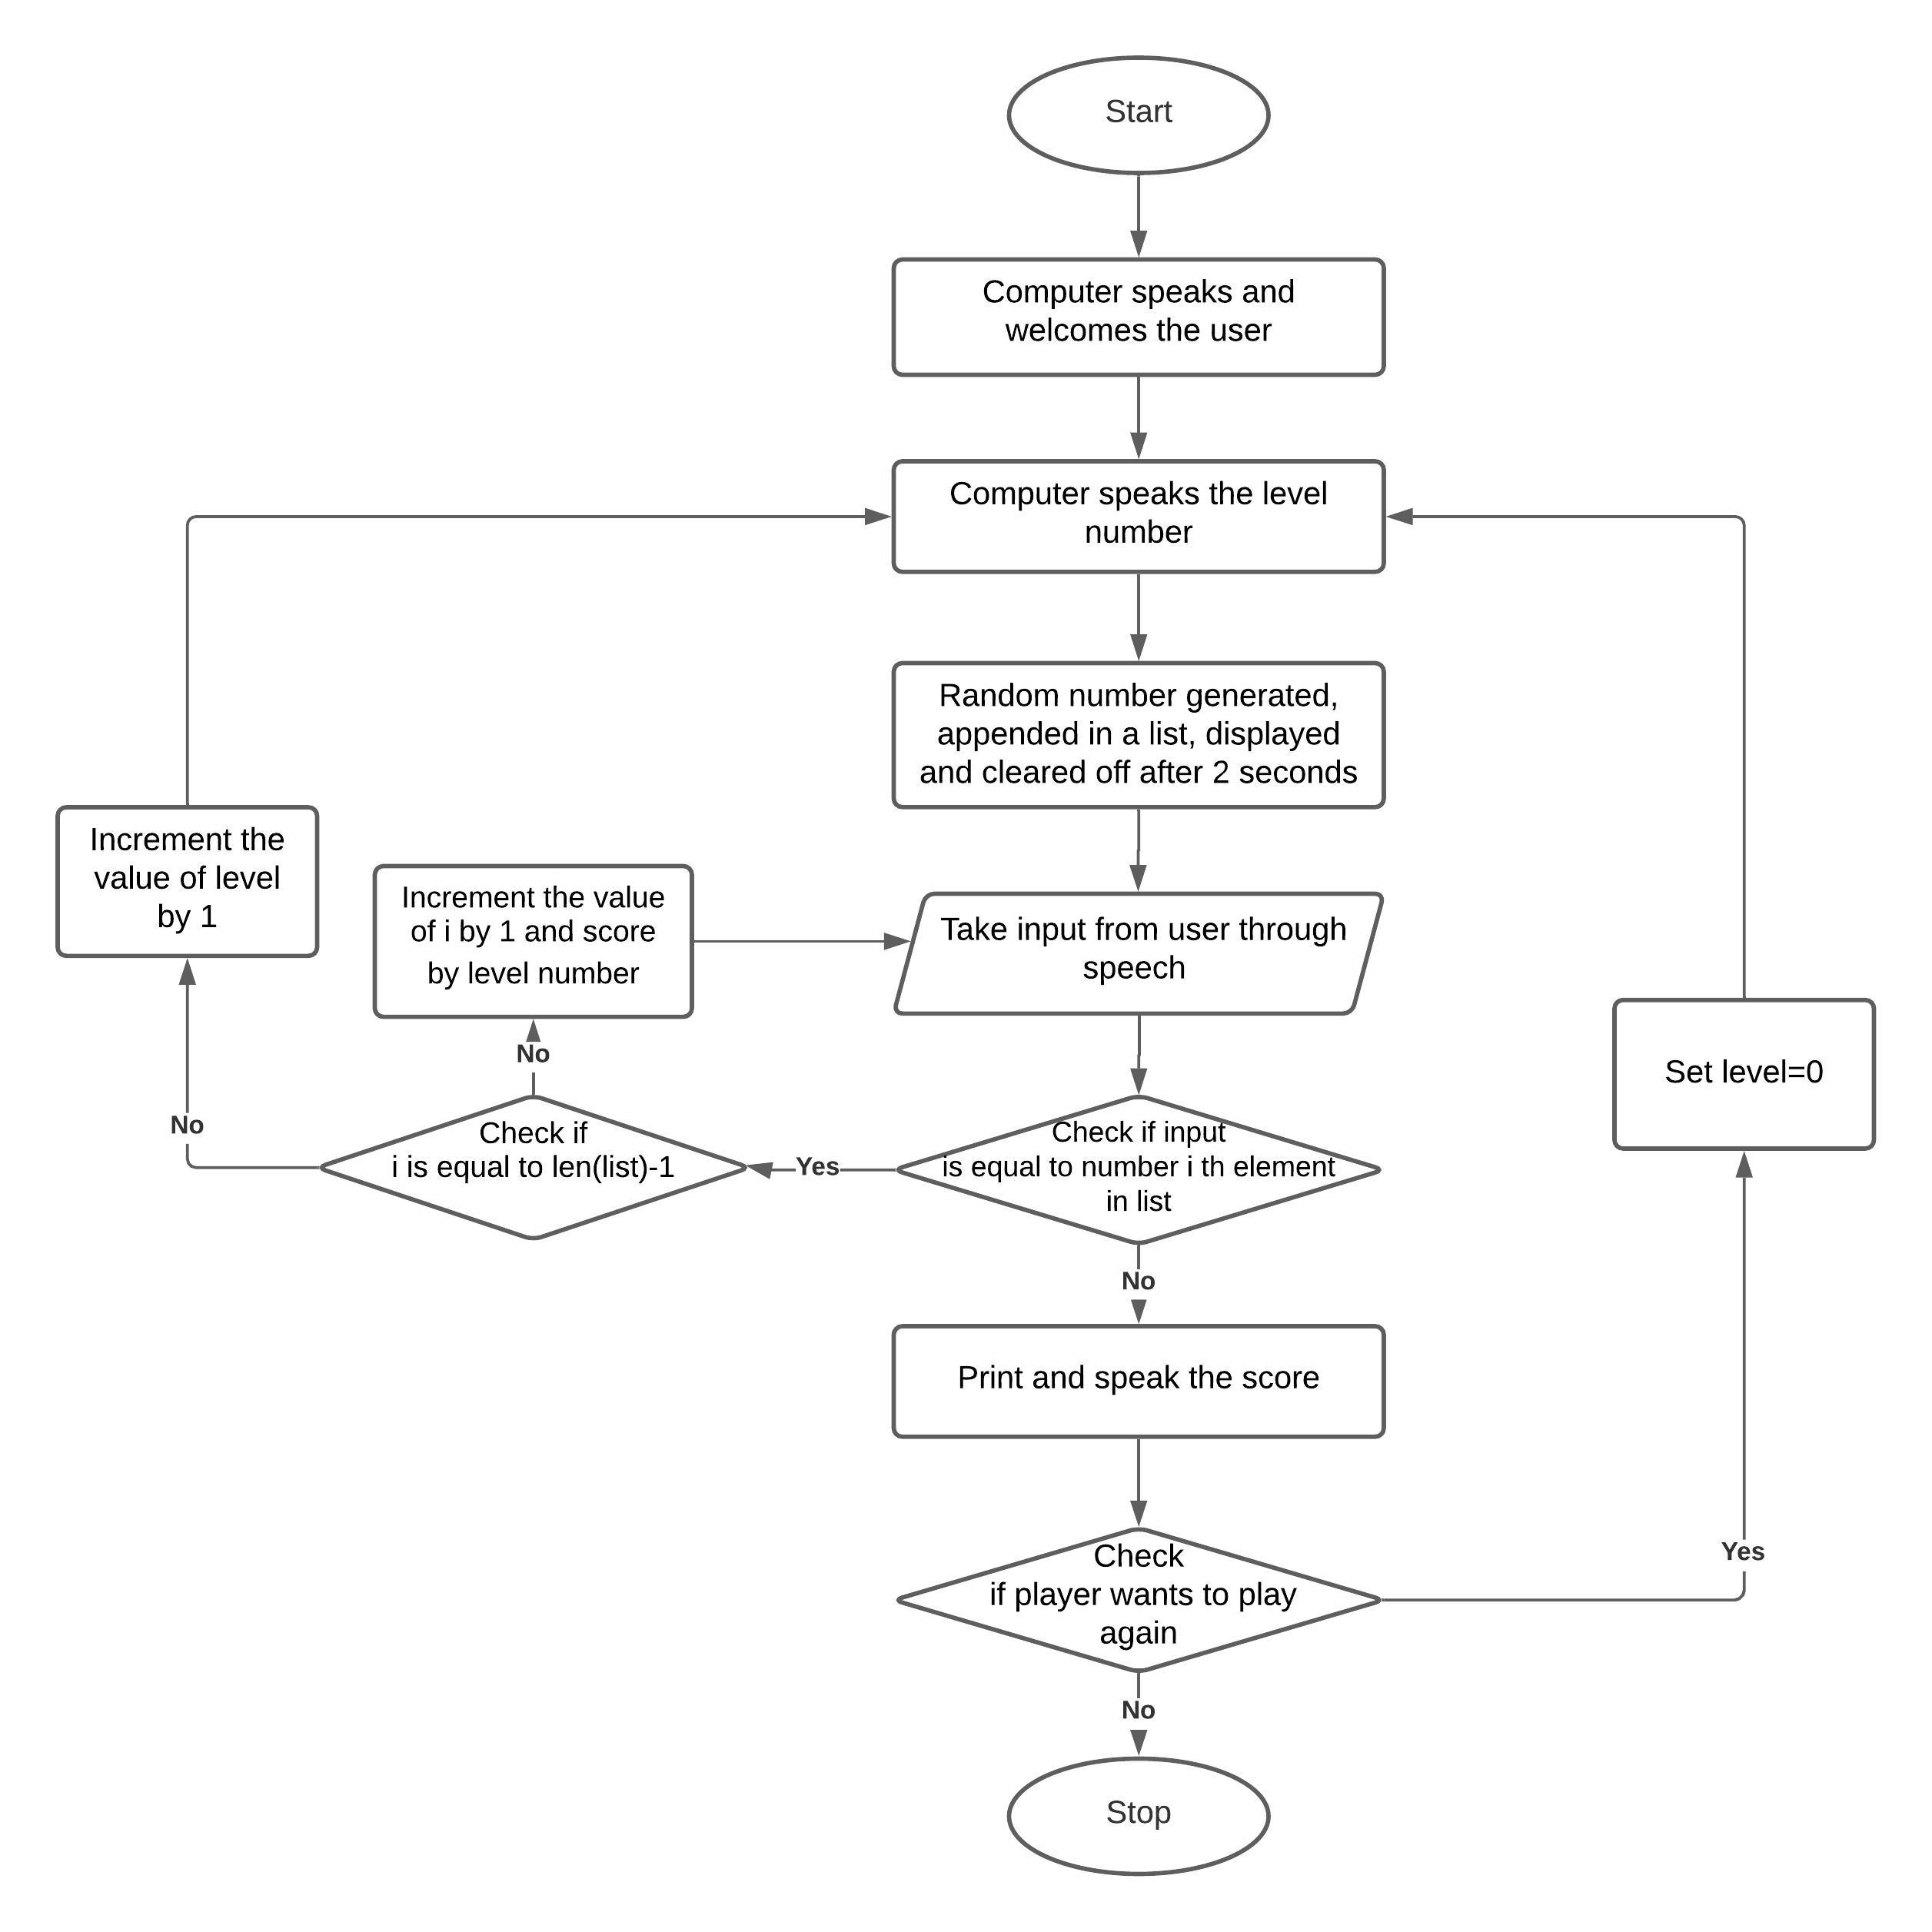 Start
Computer speaks and
welcomes the user
Computer speaks the level
number
Random number generated,
appended in a list, displayed
and cleared off after 2 seconds
Increment the
value of level
by 1
Increment the value
of i by 1 and score
by level number
Take input from user through
speech
Set level=0
No
No
Check if
i is equal to len(list)-1
Yes
Check if input
is equal to number i th element
in list
No
Print and speak the score
Check
if player wants to play
again
Yes
No
Stop